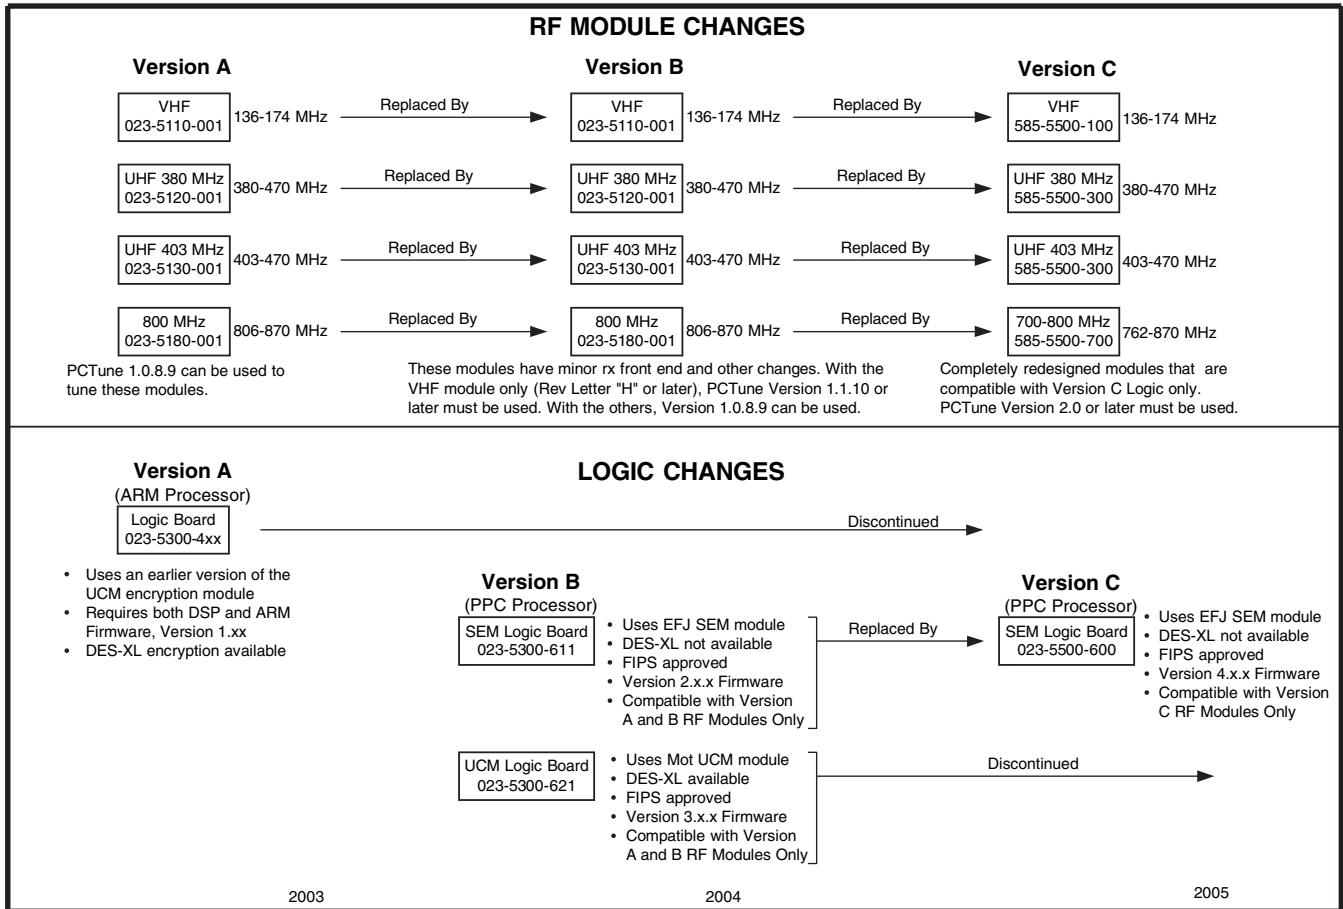 RF MODULE CHANGES
Version A
Version B
Version C
VHF
023-5110-001
136-174 MHz
Replaced By
VHF
023-5110-001
136-174 MHz
Replaced By
VHF
585-5500-100
136-174 MHz
UHF 380 MHz
023-5120-001
380-470 MHz
Replaced By
UHF 380 MHz
023-5120-001
380-470 MHz
Replaced By
UHF 380 MHz
585-5500-300
380-470 MHz
UHF 403 MHz
023-5130-001
403-470 MHz
Replaced By
UHF 403 MHz
023-5130-001
403-470 MHz
Replaced By
UHF 403 MHz
585-5500-300
403-470 MHz
800 MHz
023-5180-001
806-870 MHz
Replaced By
800 MHz
023-5180-001
806-870 MHz
Replaced By
700-800 MHz
585-5500-700
762-870 MHz
PCTune 1.0.8.9 can be used to
tune these modules.
These modules have minor rx front end and other changes. With the
VHF module only (Rev Letter "H" or later), PCTune Version 1.1.10 or
later must be used. With the others, Version 1.0.8.9 can be used.
Completely redesigned modules that are
compatible with Version C Logic only.
PCTune Version 2.0 or later must be used.
LOGIC CHANGES
Version A
(ARM Processor)
Logic Board
023-5300-4xx
Discontinued
• Uses an earlier version of the
UCM encryption module
• Requires both DSP and ARM
Firmware, Version 1.xx
• DES-XL encryption available
Version B
(PPC Processor)
SEM Logic Board
023-5300-611
• Uses EFJ SEM module
• DES-XL not available
• FIPS approved
• Version 2.x.x Firmware
• Compatible with Version
A and B RF Modules Only
Replaced By
Version C
(PPC Processor)
SEM Logic Board
023-5500-600
• Uses EFJ SEM module
• DES-XL not available
• FIPS approved
• Version 4.x.x Firmware
• Compatible with Version
C RF Modules Only
UCM Logic Board
023-5300-621
• Uses Mot UCM module
• DES-XL available
• FIPS approved
• Version 3.x.x Firmware
• Compatible with Version
A and B RF Modules Only
Discontinued
2003
2004
2005